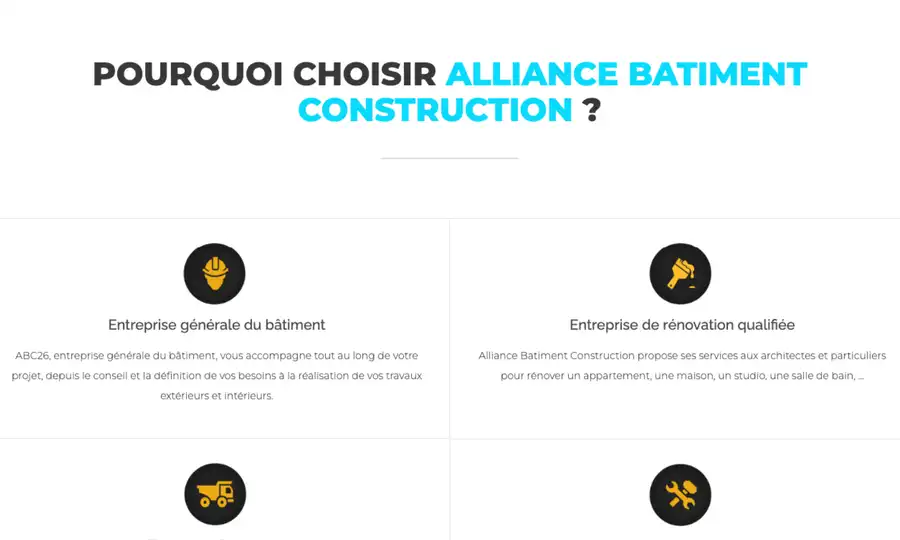 POURQUOI CHOISIR ALLIANCE BATIMENT
CONSTRUCTION ?
Entreprise générale du bâtiment
ABC26, entreprise générale du bâtiment, vous accompagne tout au long de votre
projet, depuis le conseil et la définition de vos besoins à la réalisation de vos travaux
extérieurs et intérieurs.
Entreprise de rénovation qualifiée
Alliance Batiment Construction propose ses services aux architectes et particuliers
pour rénover un appartement, une maison, un studio, une salle de bain, ...